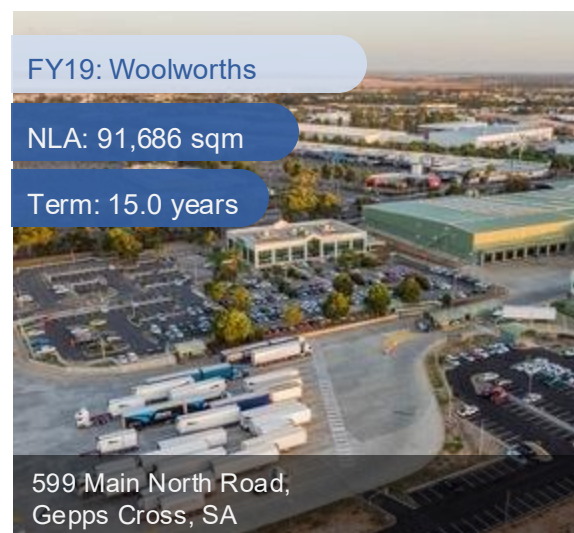 FY19: Woolworths
NLA: 91,686 sqm
Term: 15.0 years
599 Main North Road,
Gepps Cross, SA